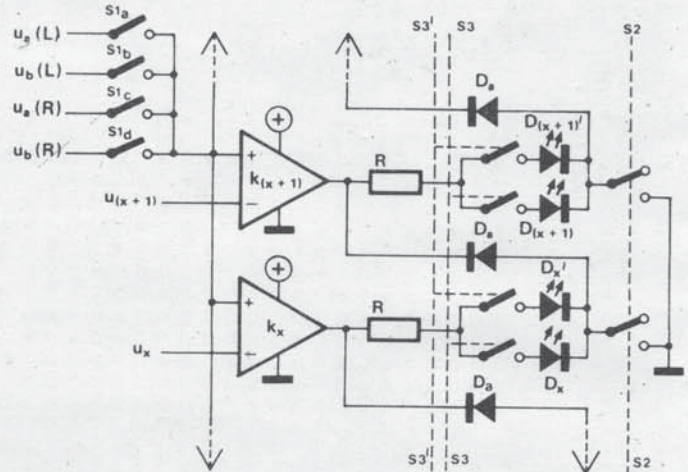 S1a
ua (L)
S1b
ub (L)
S1c
ua (R)
S1d
ub (R)
S3' S3
S2
Da
D(x + 1)'
+
+
k(x + 1)
R
u(x + 1)
−
D(x + 1)
Da
+
Dx'
+
kx
R
ux
−
Dx
Da
S3' S3
S2